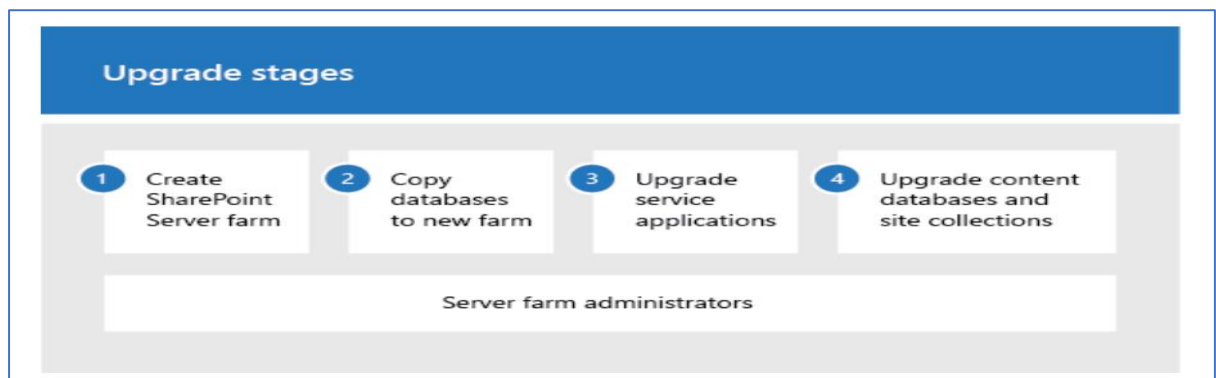 Upgrade stages
1
Create
SharePoint
Server farm
2
Copy
databases
to new farm
3
Upgrade
service
applications
4
Upgrade content
databases and
site collections
Server farm administrators